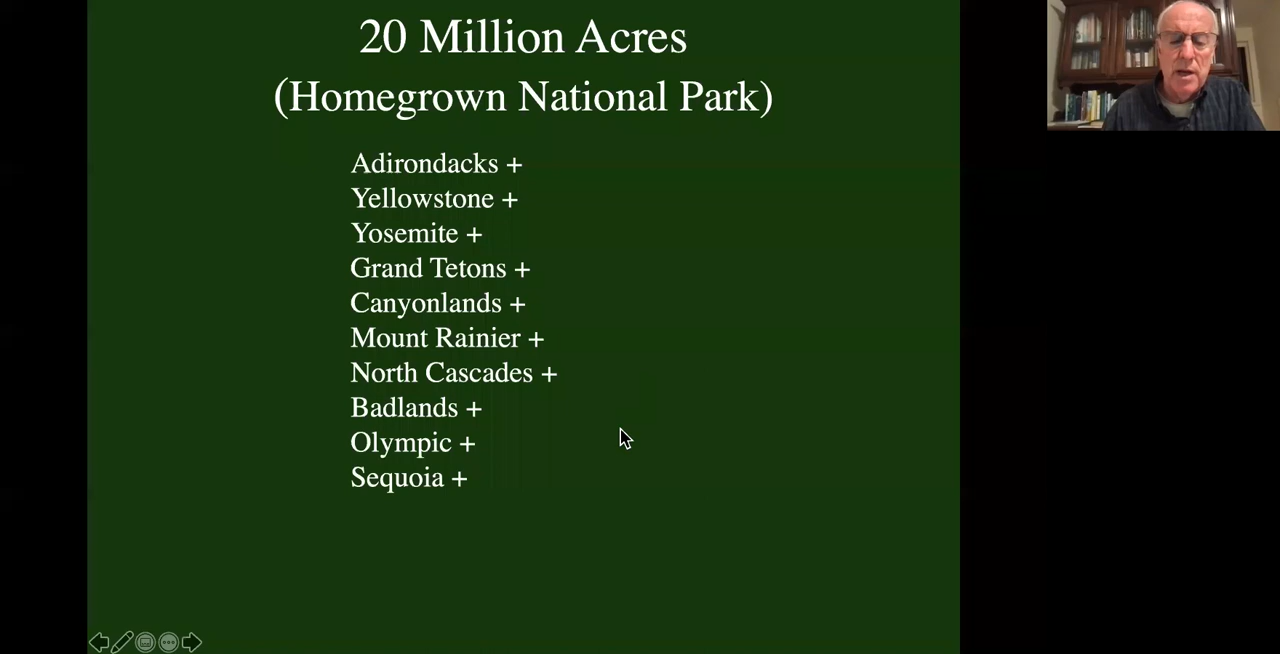 20 Million Acres
(Homegrown National Park)
Adirondacks +
Yellowstone +
Yosemite +
Grand Tetons +
Canyonlands +
Mount Rainier +
North Cascades +
Badlands +
Olympic +
Sequoia +